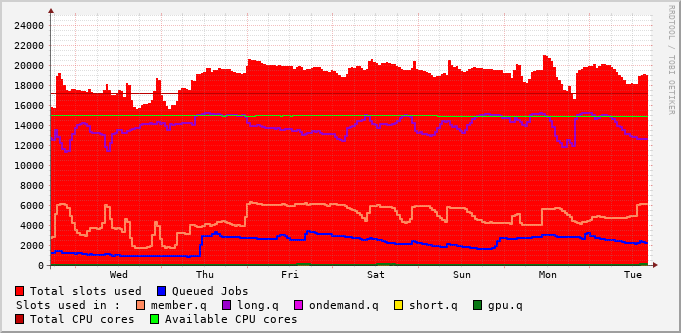 RRDTOOL / TOBI OETIKER
24000
22000
20000
18000
16000
14000
12000
10000
8000
6000
4000
2000
0
Wed Thu Fri Sat Sun Mon Tue
Total slots used Queued Jobs
Slots used in : member.q long.q ondemand.q short.q gpu.q
Total CPU cores Available CPU cores